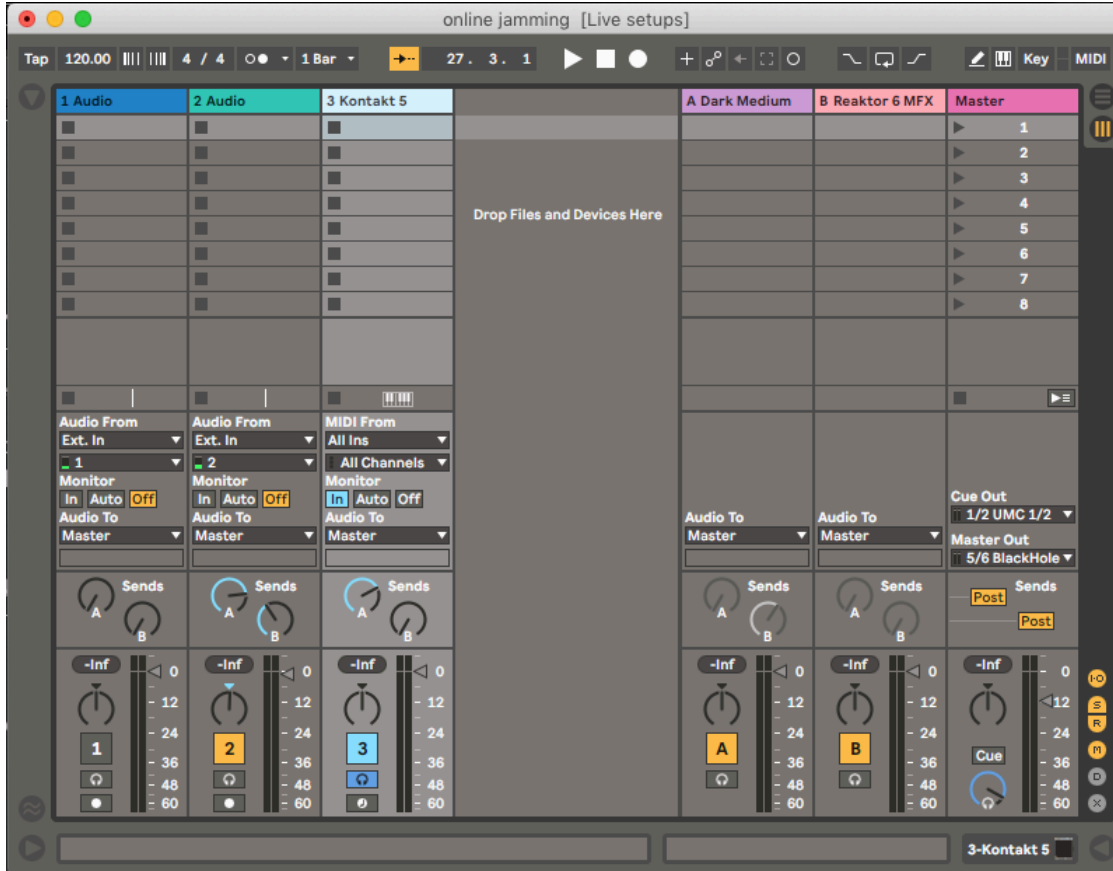 online jamming  [Live setups]
Tap 120.00 4 / 4 1 Bar 27. 3. 1 Key MIDI
1 Audio 2 Audio 3 Kontakt 5 A Dark Medium B Reaktor 6 MFX Master
1
2
3
4
Drop Files and Devices Here
5
6
7
8
Audio From Audio From MIDI From
Ext. In Ext. In All Ins
1 2 All Channels
Monitor Monitor Monitor
In Auto Off In Auto Off In Auto Off
Cue Out
1/2 UMC 1/2
Audio To Audio To Audio To Audio To Audio To
Master Master Master Master Master
Master Out
5/6 BlackHole
Sends Sends Sends Sends Sends Sends
Post
A A A A A
Post
B B B B B
-Inf -Inf -Inf -Inf -Inf -Inf
0 0 0 0 0 0
12 12 12 12 12 12
24 24 24 24 24 24
1 2 3 A B Cue
36 36 36 36 36 36
48 48 48 48 48 48
60 60 60 60 60 60
I·O
S
R
M
D
X
3-Kontakt 5